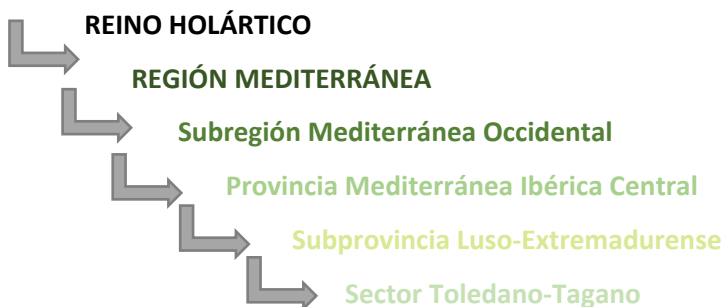 REINO HOLÁRTICO
REGIÓN MEDITERRÁNEA
Subregión Mediterránea Occidental
Provincia Mediterránea Ibérica Central
Subprovincia Luso-Extremadurense
Sector Toledano-Tagano